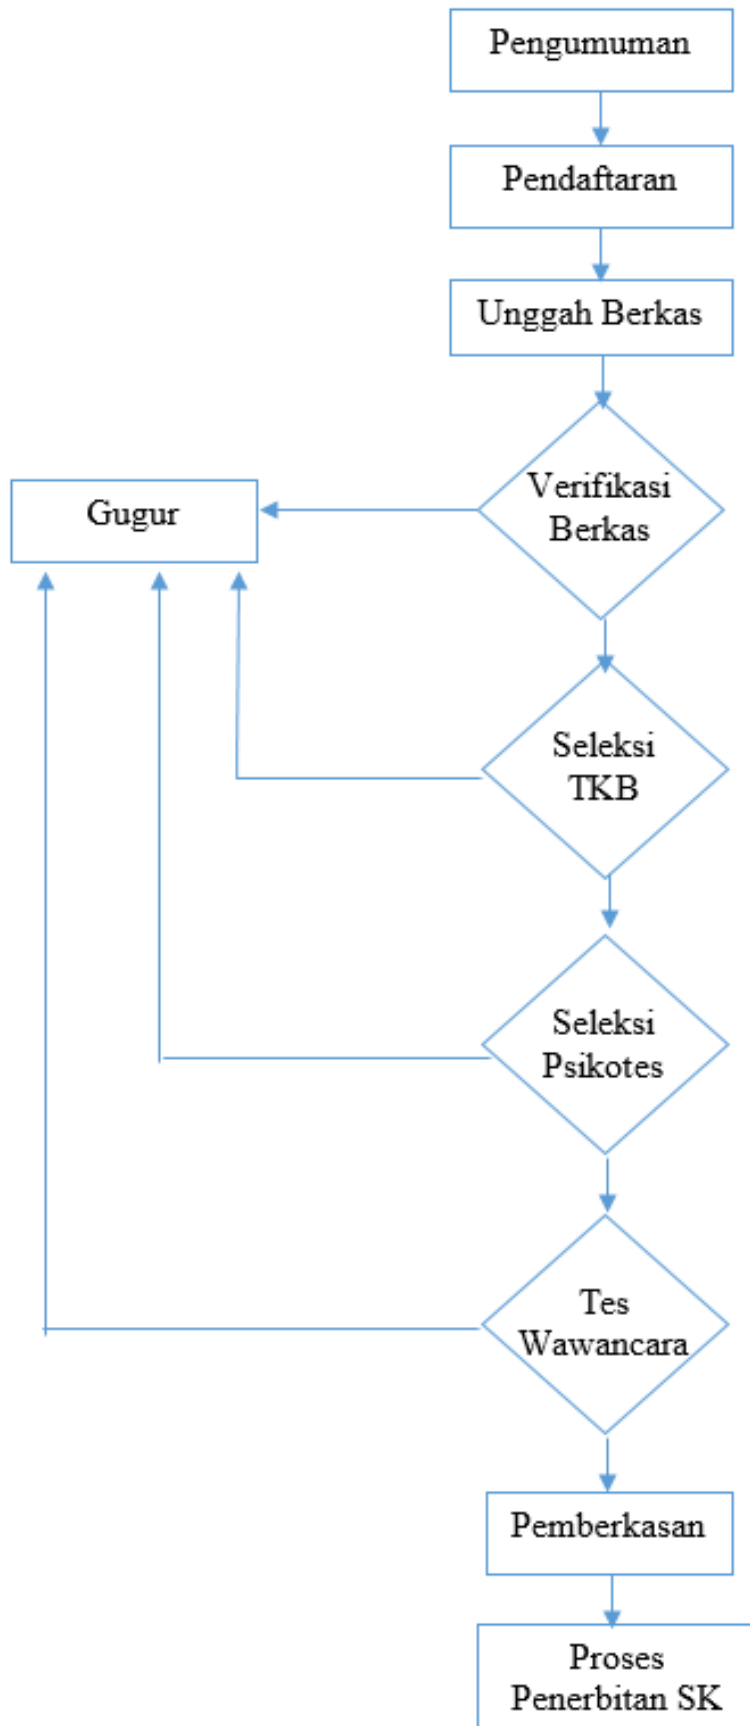 Pengumuman
Pendaftaran
Unggah Berkas
Verifikasi
Berkas
Gugur
Seleksi
TKB
Seleksi
Psikotes
Tes
Wawancara
Pemberkasan
Proses
Penerbitan SK